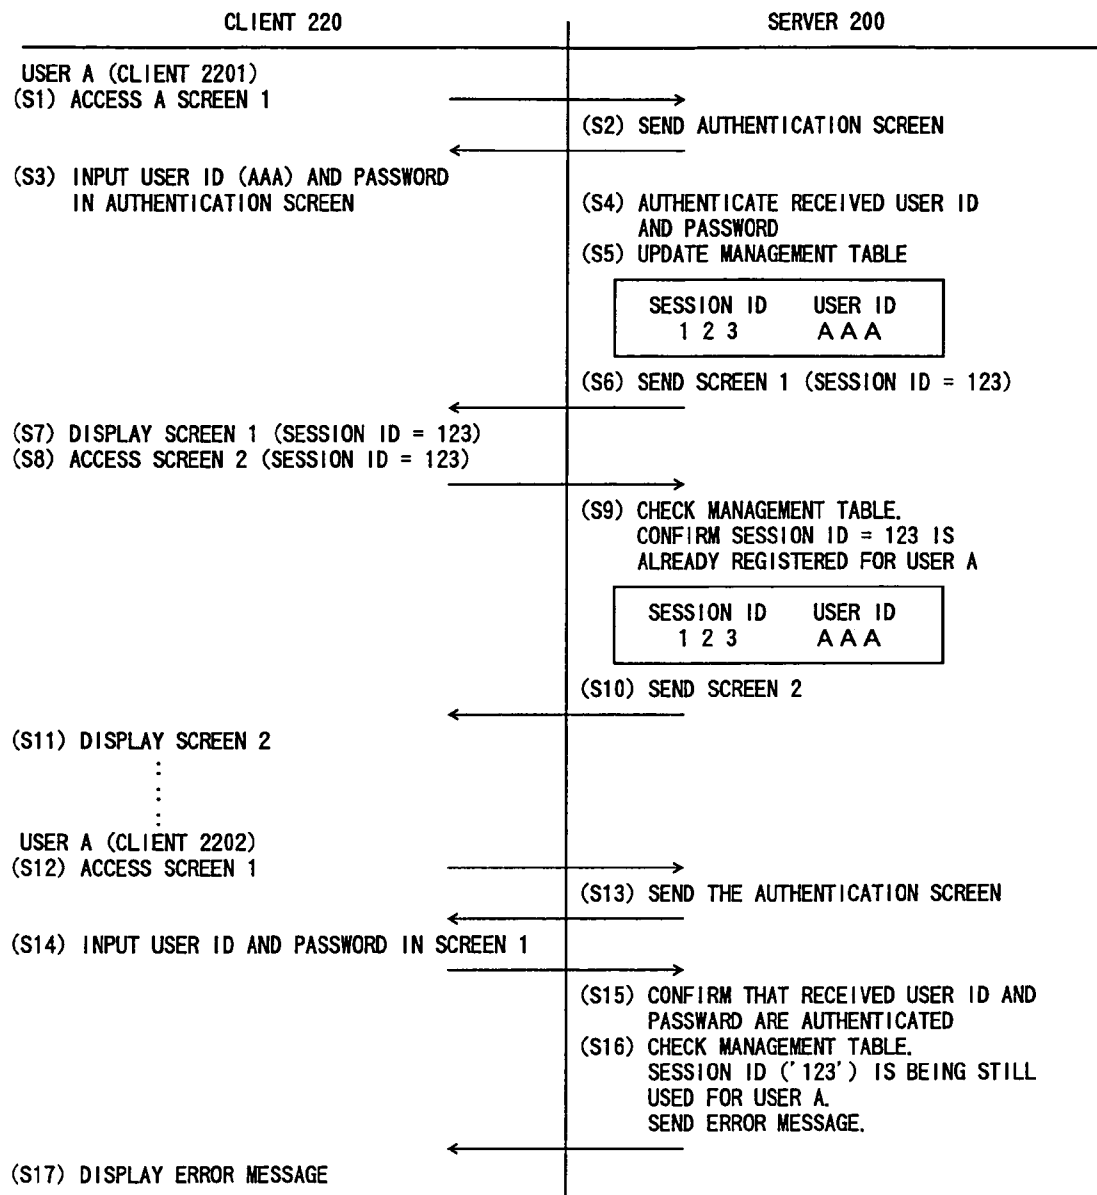 CLIENT 220
SERVER 200
USER A (CLIENT 2201)
(S1) ACCESS A SCREEN 1
(S2) SEND AUTHENTICATION SCREEN
(S3) INPUT USER ID (AAA) AND PASSWORD
IN AUTHENTICATION SCREEN
(S4) AUTHENTICATE RECEIVED USER ID
AND PASSWORD
(S5) UPDATE MANAGEMENT TABLE
SESSION ID USER ID
1 2 3 A A A
(S6) SEND SCREEN 1 (SESSION ID = 123)
(S7) DISPLAY SCREEN 1 (SESSION ID = 123)
(S8) ACCESS SCREEN 2 (SESSION ID = 123)
(S9) CHECK MANAGEMENT TABLE.
CONFIRM SESSION ID = 123 IS
ALREADY REGISTERED FOR USER A
SESSION ID USER ID
1 2 3 A A A
(S10) SEND SCREEN 2
(S11) DISPLAY SCREEN 2
USER A (CLIENT 2202)
(S12) ACCESS SCREEN 1
(S13) SEND THE AUTHENTICATION SCREEN
(S14) INPUT USER ID AND PASSWORD IN SCREEN 1
(S15) CONFIRM THAT RECEIVED USER ID AND
PASSWARD ARE AUTHENTICATED
(S16) CHECK MANAGEMENT TABLE.
SESSION ID ('123') IS BEING STILL
USED FOR USER A.
SEND ERROR MESSAGE.
(S17) DISPLAY ERROR MESSAGE